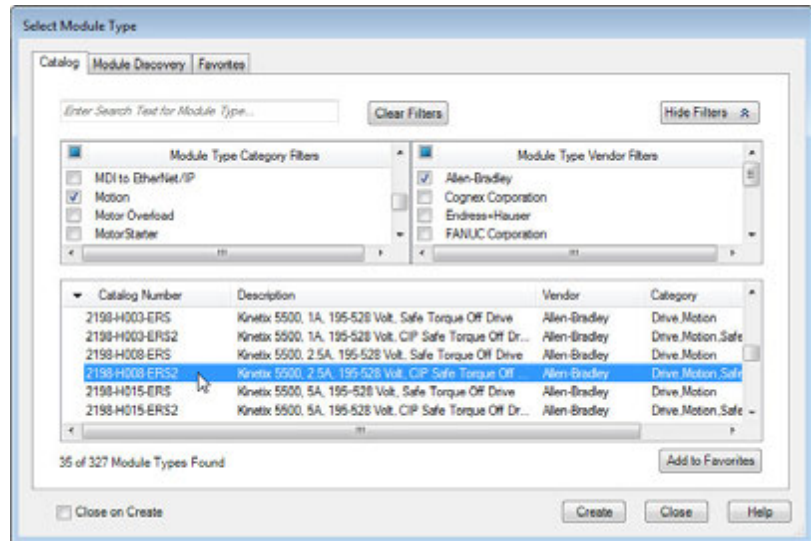 Select Module Type
Catalog Module Discovery Favorites
Enter Search Text for Module Type... Clear Filters Hide Filters
Module Type Category Filters Module Type Vendor Filters
MDI to EtherNet/IP Allen-Bradley
Motion Cognex Corporation
Motor Overload Endress+Hauser
MotorStarter FANUC Corporation
Catalog Number Description Vendor Category
2198-H003-ERS Kinetix 5500, 1A, 195-528 Volt, Safe Torque Off Drive Allen-Bradley Drive,Motion
2198-H003-ERS2 Kinetix 5500, 1A, 195-528 Volt, CIP Safe Torque Off Dr... Allen-Bradley Drive,Motion,Safe
2198-H008-ERS Kinetix 5500, 2.5A, 195-528 Volt, Safe Torque Off Drive Allen-Bradley Drive,Motion
2198-H008-ERS2 Kinetix 5500, 2.5A, 195-528 Volt, CIP Safe Torque Off ... Allen-Bradley Drive,Motion,Safe
2198-H015-ERS Kinetix 5500, 5A, 195-528 Volt, Safe Torque Off Drive Allen-Bradley Drive,Motion
2198-H015-ERS2 Kinetix 5500, 5A, 195-528 Volt, CIP Safe Torque Off Dr... Allen-Bradley Drive,Motion,Safe
35 of 327 Module Types Found Add to Favorites
Close on Create Create Close Help